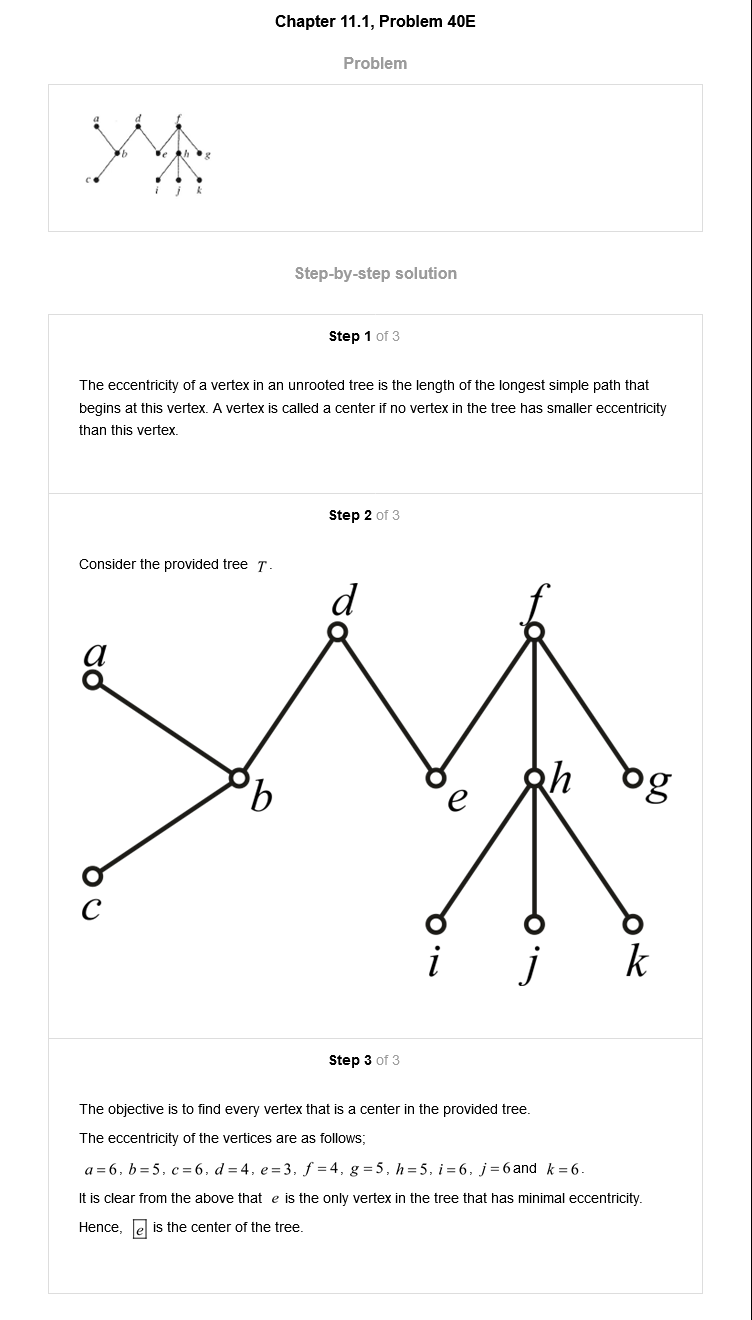 Chapter 11.1, Problem 40E
Problem
a d f
b e h g
c
i j k
Step-by-step solution
Step 1 of 3
The eccentricity of a vertex in an unrooted tree is the length of the longest simple path that
begins at this vertex. A vertex is called a center if no vertex in the tree has smaller eccentricity
than this vertex.
Step 2 of 3
Consider the provided tree T.
d f
a
b e h g
c
i j k
Step 3 of 3
The objective is to find every vertex that is a center in the provided tree.
The eccentricity of the vertices are as follows;
a = 6, b = 5, c = 6, d = 4, e = 3, f = 4, g = 5, h = 5, i = 6, j = 6 and k = 6.
It is clear from the above that e is the only vertex in the tree that has minimal eccentricity.
Hence, e is the center of the tree.